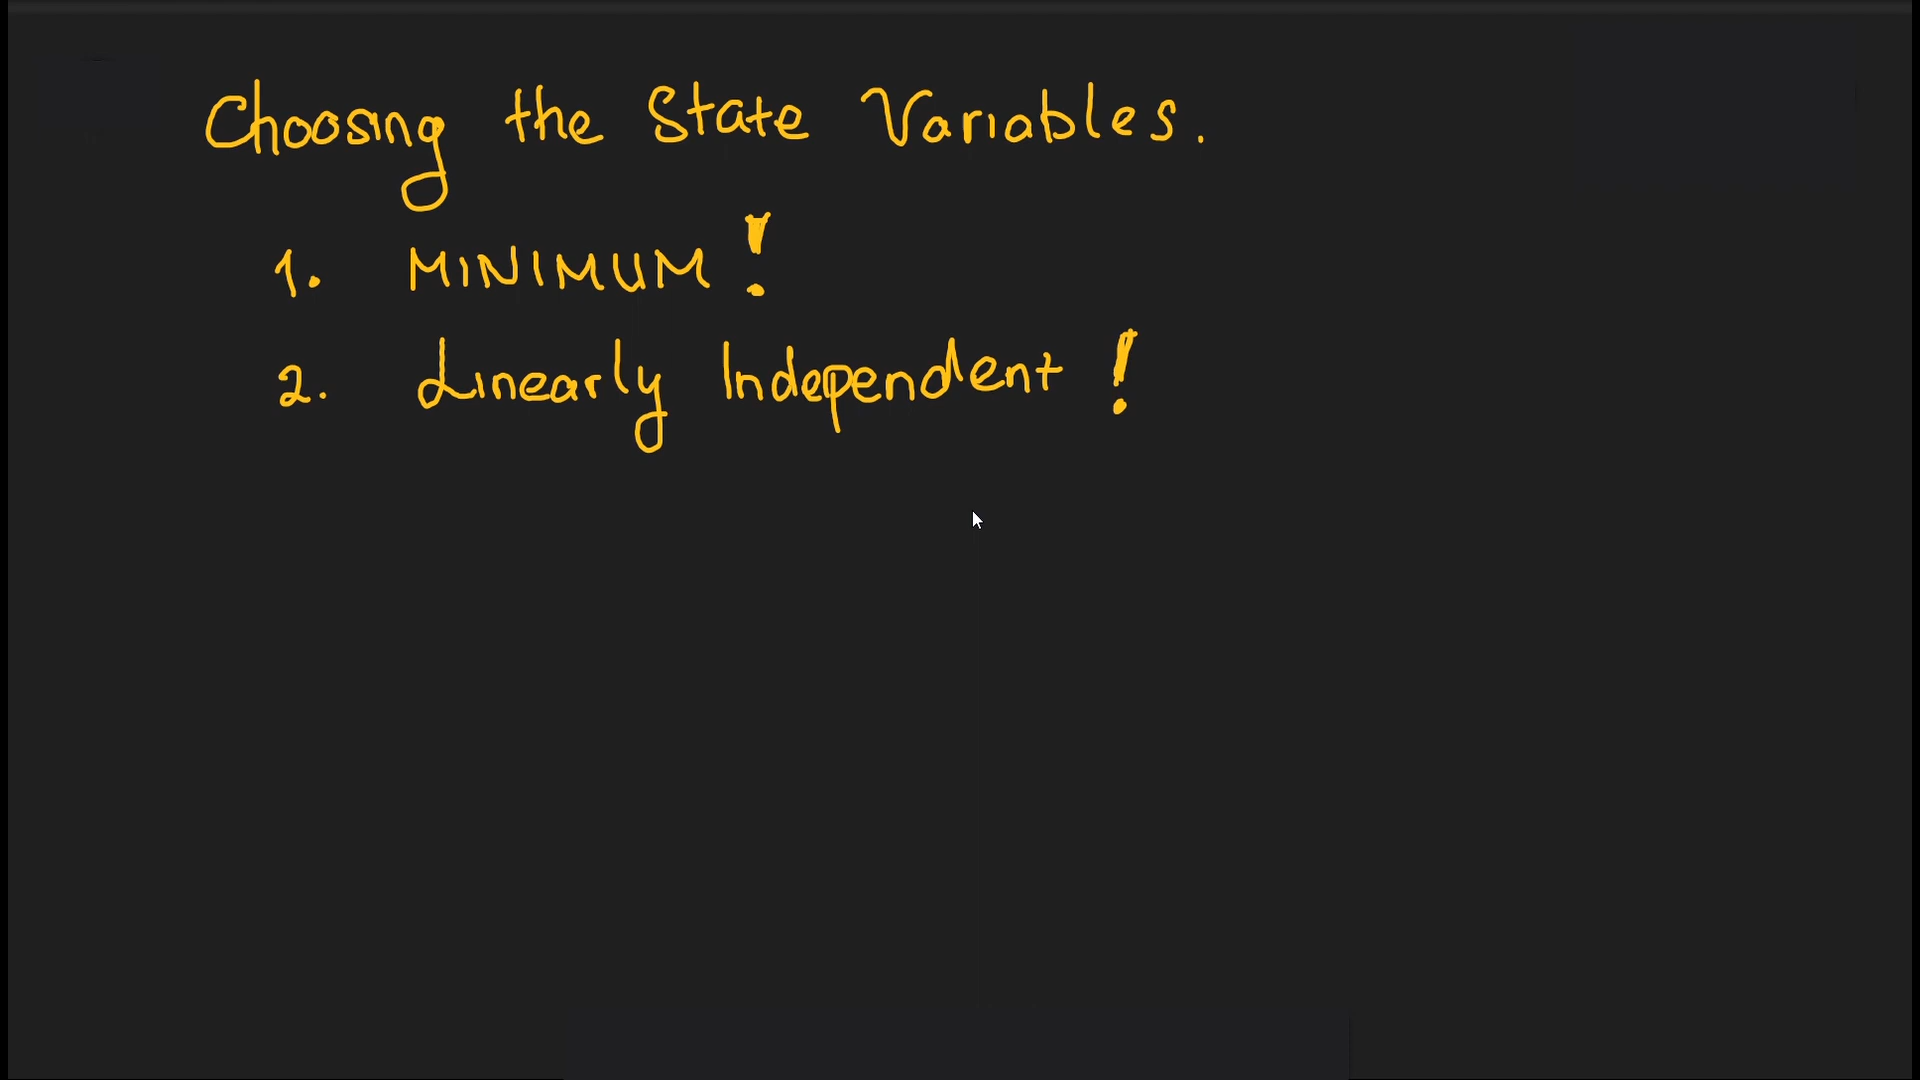 Choosing the State Variables.
1. MINIMUM!
2. Linearly Independent!